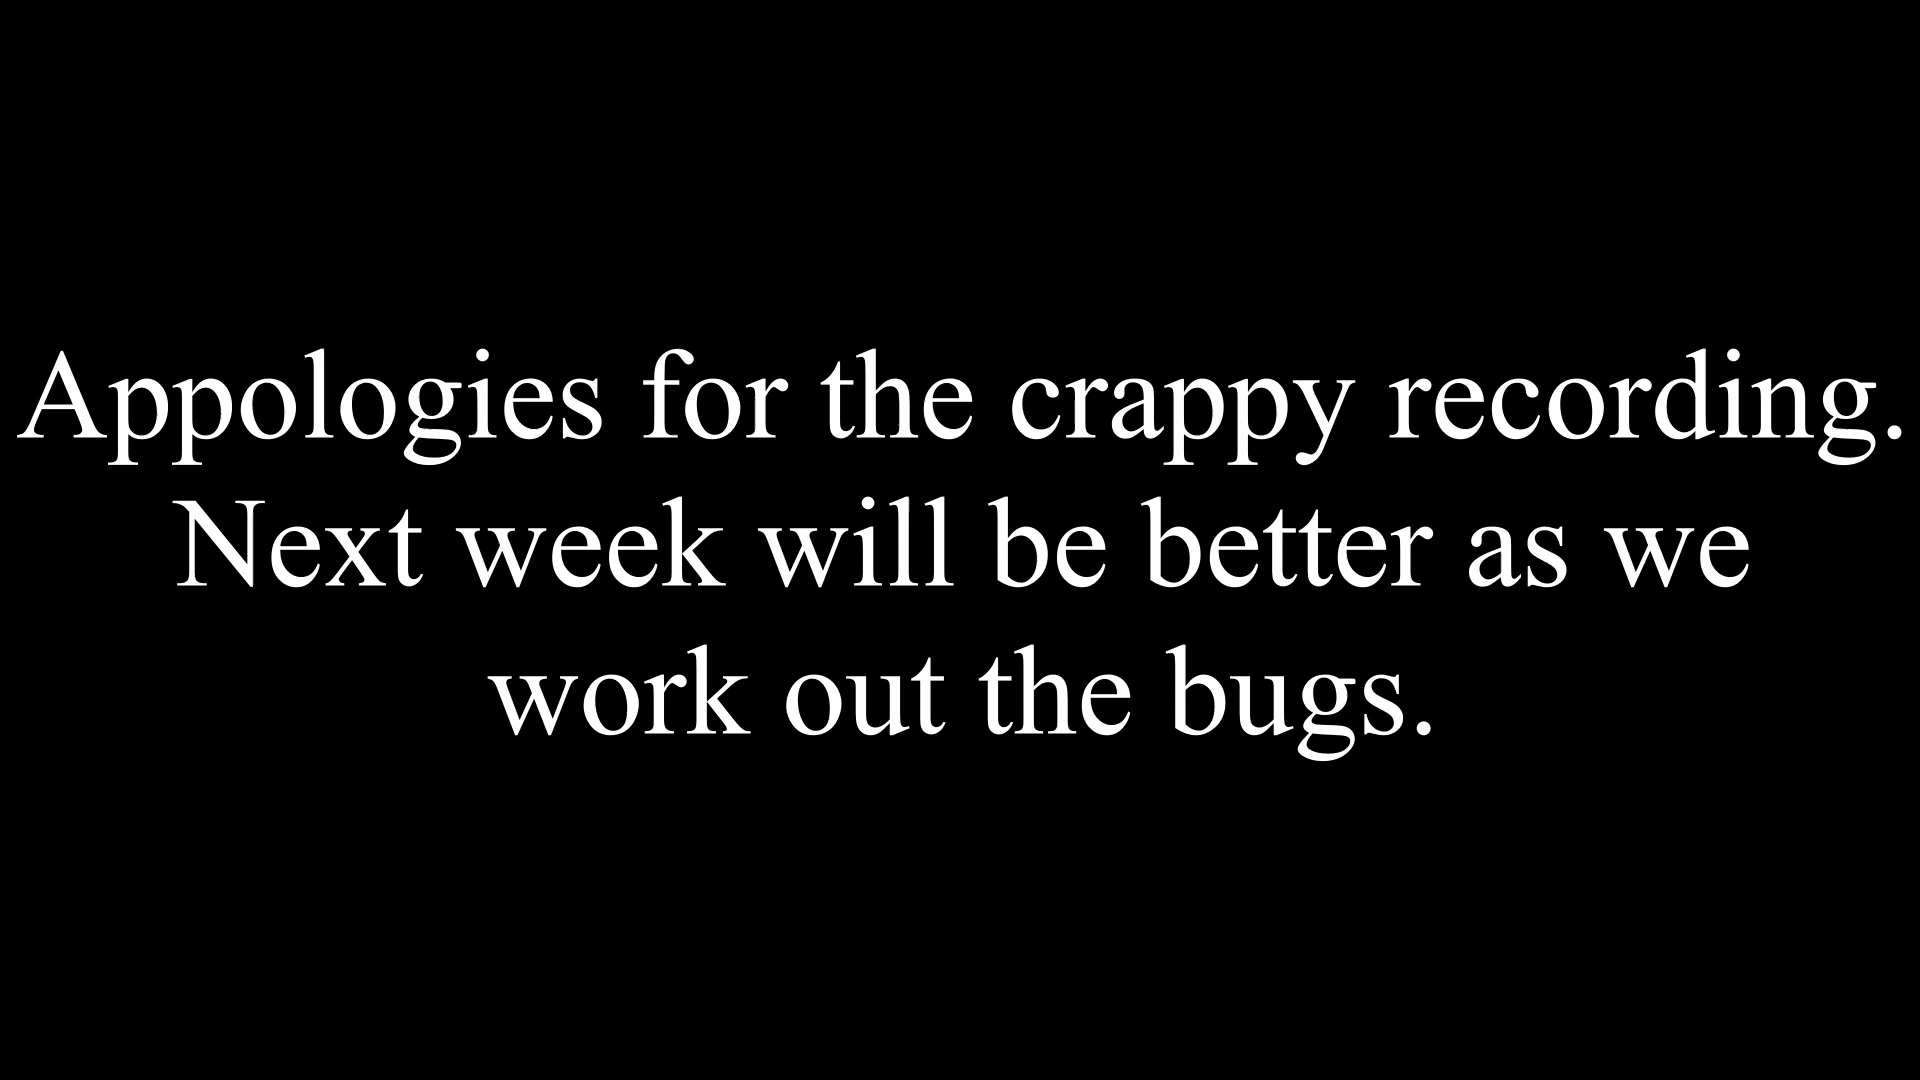 Appologies for the crappy recording.
Next week will be better as we
work out the bugs.